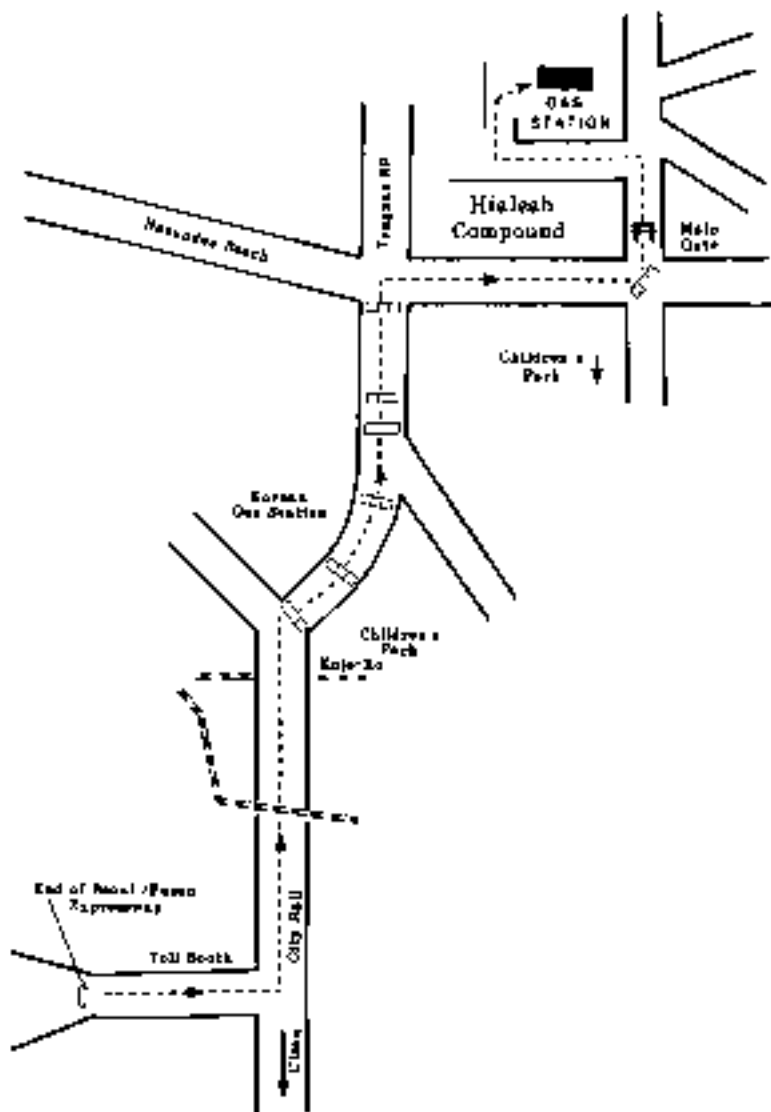 GAS
STATION
Hialeah
Compound
Main
Gate
Children's
Park
Korean
Gas Station
Children's
Park
End of Seoul/Pusan
Expressway
Toll Booth
City Hall